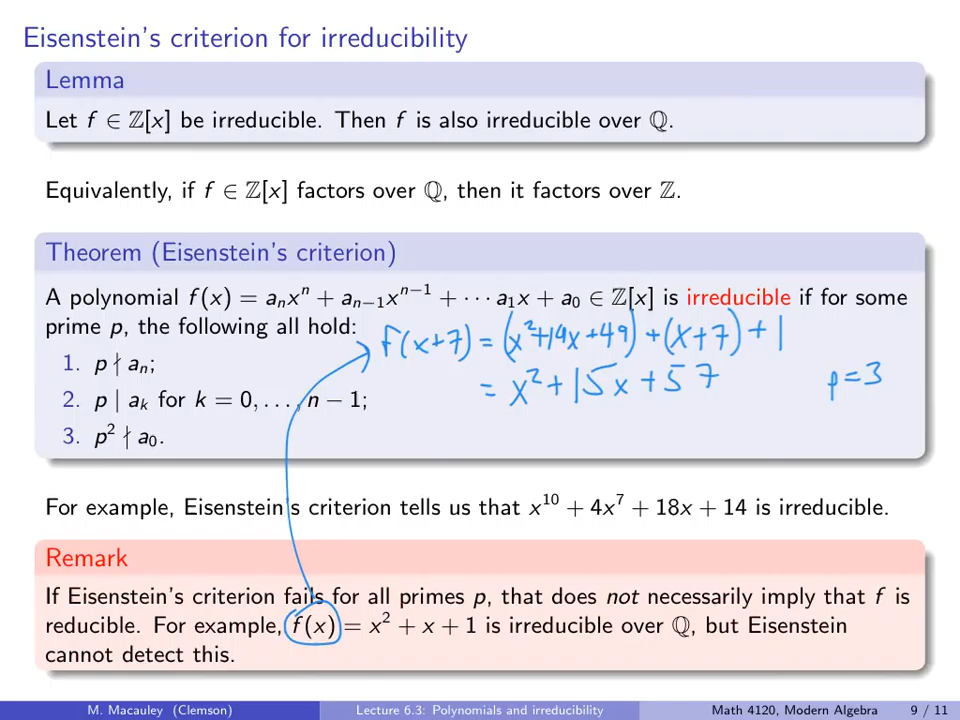 Eisenstein's criterion for irreducibility
Lemma
Let f ∈ ℤ[x] be irreducible. Then f is also irreducible over ℚ.
Equivalently, if f ∈ ℤ[x] factors over ℚ, then it factors over ℤ.
Theorem (Eisenstein's criterion)
A polynomial f(x) = aₙxⁿ + aₙ₋₁xⁿ⁻¹ + ⋯ a₁x + a₀ ∈ ℤ[x] is irreducible if for some
prime p, the following all hold:
f(x+7) = (x²+14x+49) + (x+7) + 1
1. p ∤ aₙ;
= x² + 15x + 57 p=3
2. p | aₖ for k = 0, . . . , n − 1;
3. p² ∤ a₀.
For example, Eisenstein's criterion tells us that x¹⁰ + 4x⁷ + 18x + 14 is irreducible.
Remark
If Eisenstein's criterion fails for all primes p, that does not necessarily imply that f is
reducible. For example, f(x) = x² + x + 1 is irreducible over ℚ, but Eisenstein
cannot detect this.
M. Macauley (Clemson) Lecture 6.3: Polynomials and irreducibility Math 4120, Modern Algebra 9 / 11